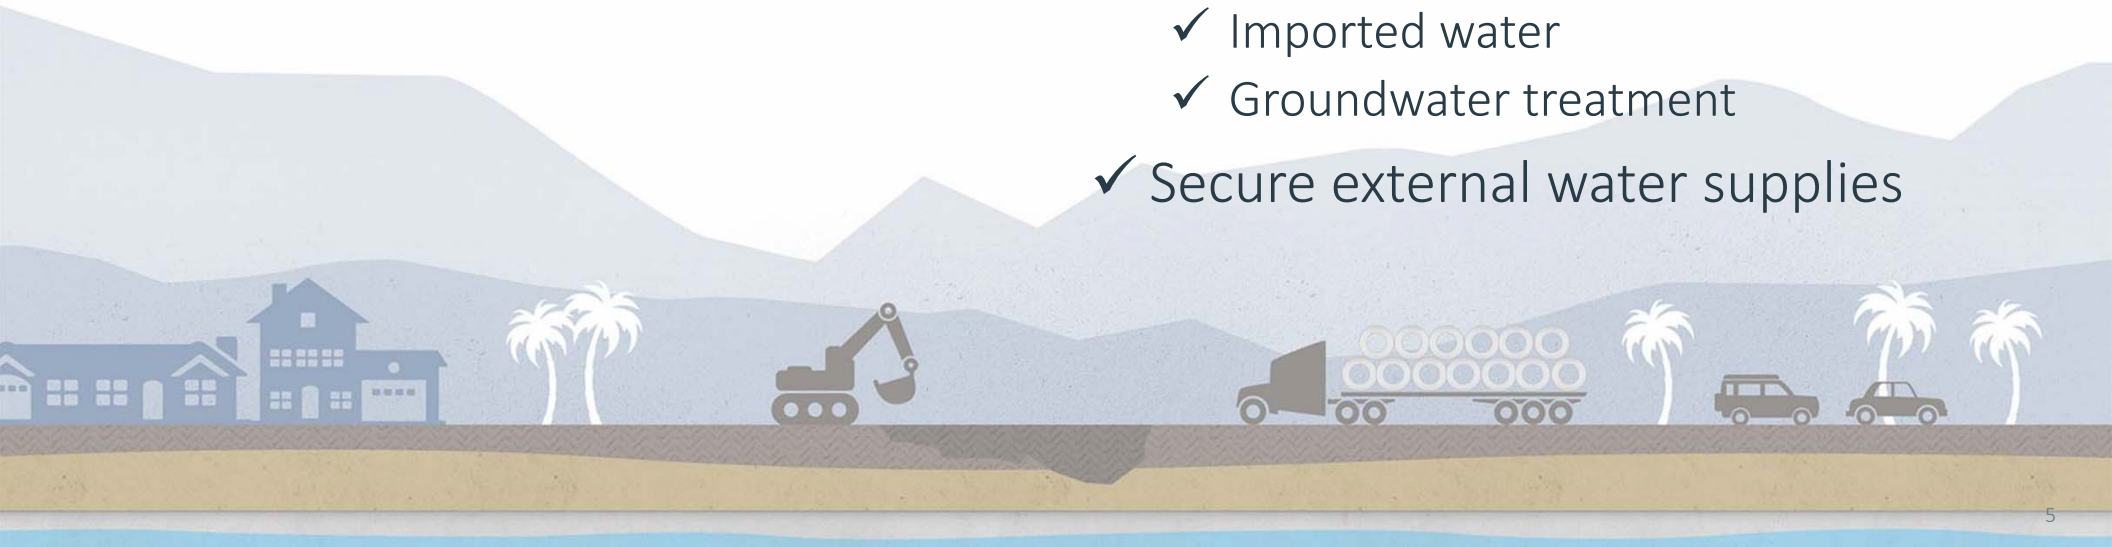 ✓ Imported water
✓ Groundwater treatment
✓ Secure external water supplies
5